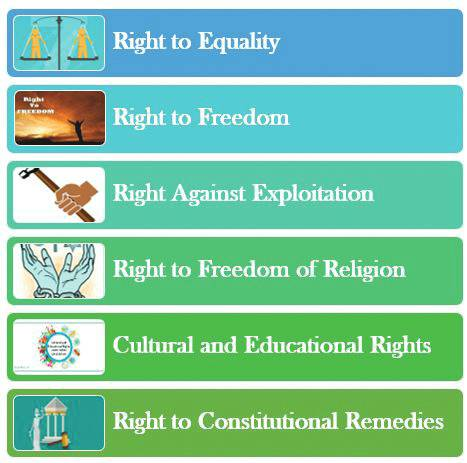 Right to Equality
Right
To
FREEDOM
Right to Freedom
Right Against Exploitation
Right to Freedom of Religion
Cultural and Educational Rights
Right to Constitutional Remedies